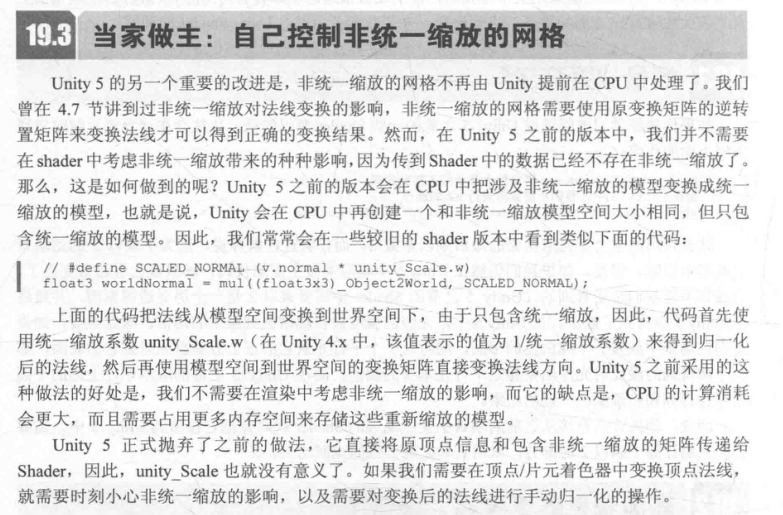 19.3 当家做主：自己控制非统一缩放的网格
Unity 5 的另一个重要的改进是，非统一缩放的网格不再由 Unity 提前在 CPU 中处理了。我们
曾在 4.7 节讲到过非统一缩放对法线变换的影响，非统一缩放的网格需要使用原变换矩阵的逆转
置矩阵来变换法线才可以得到正确的变换结果。然而，在 Unity 5 之前的版本中，我们并不需要
在 shader 中考虑非统一缩放带来的种种影响，因为传到 Shader 中的数据已经不存在非统一缩放了。
那么，这是如何做到的呢？Unity 5 之前的版本会在 CPU 中把涉及非统一缩放的模型变换成统一
缩放的模型，也就是说，Unity 会在 CPU 中再创建一个和非统一缩放模型空间大小相同，但只包
含统一缩放的模型。因此，我们常常会在一些较旧的 shader 版本中看到类似下面的代码：
// #define SCALED_NORMAL (v.normal * unity_Scale.w)
float3 worldNormal = mul((float3x3)_Object2World, SCALED_NORMAL);
上面的代码把法线从模型空间变换到世界空间下，由于只包含统一缩放，因此，代码首先使
用统一缩放系数 unity_Scale.w（在 Unity 4.x 中，该值表示的值为 1/统一缩放系数）来得到归一化
后的法线，然后再使用模型空间到世界空间的变换矩阵直接变换法线方向。Unity 5 之前采用的这
种做法的好处是，我们不需要在渲染中考虑非统一缩放的影响，而它的缺点是，CPU 的计算消耗
会更大，而且需要占用更多内存空间来存储这些重新缩放的模型。
Unity 5 正式抛弃了之前的做法，它直接将原顶点信息和包含非统一缩放的矩阵传递给
Shader，因此，unity_Scale 也就没有意义了。如果我们需要在顶点/片元着色器中变换顶点法线，
就需要时刻小心非统一缩放的影响，以及需要对变换后的法线进行手动归一化的操作。